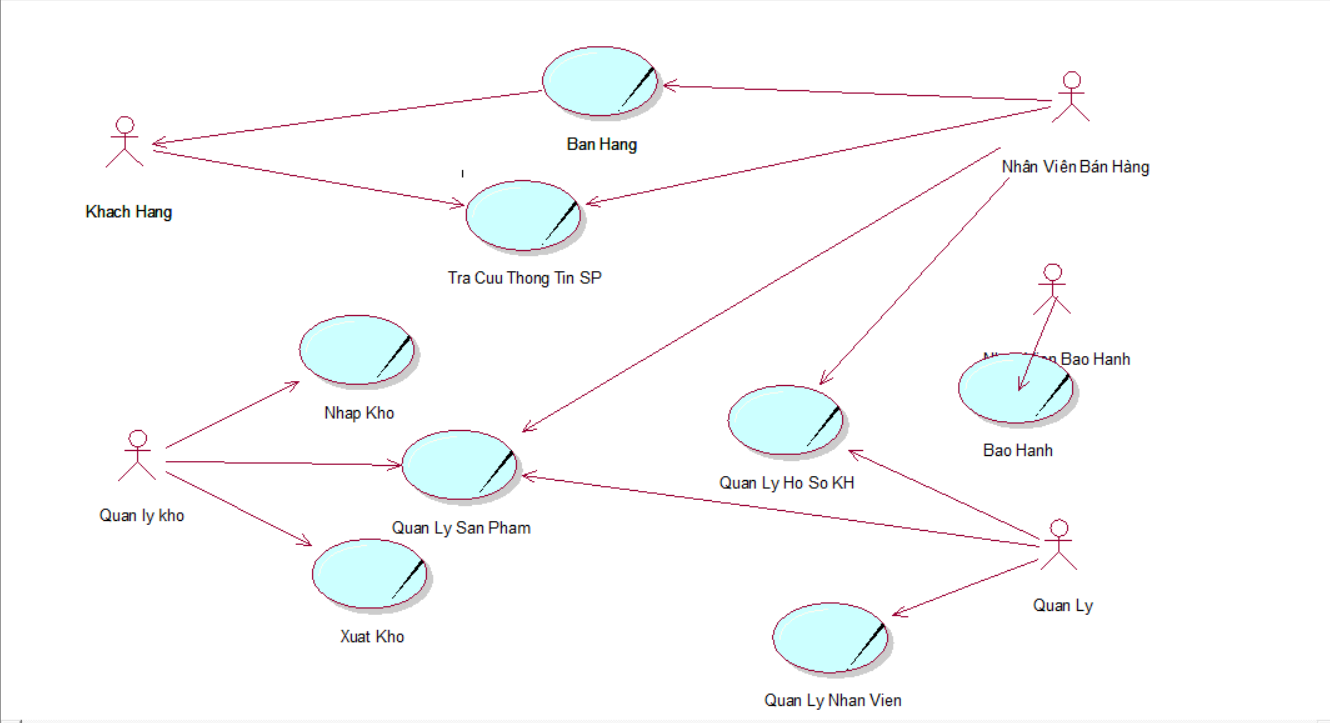 Ban Hang
Nhân Viên Bán Hàng
Khach Hang
Tra Cuu Thong Tin SP
Bao Hanh
Nhap Kho
Bao Hanh
Quan Ly Ho So KH
Quan ly kho
Quan Ly San Pham
Quan Ly
Xuat Kho
Quan Ly Nhan Vien